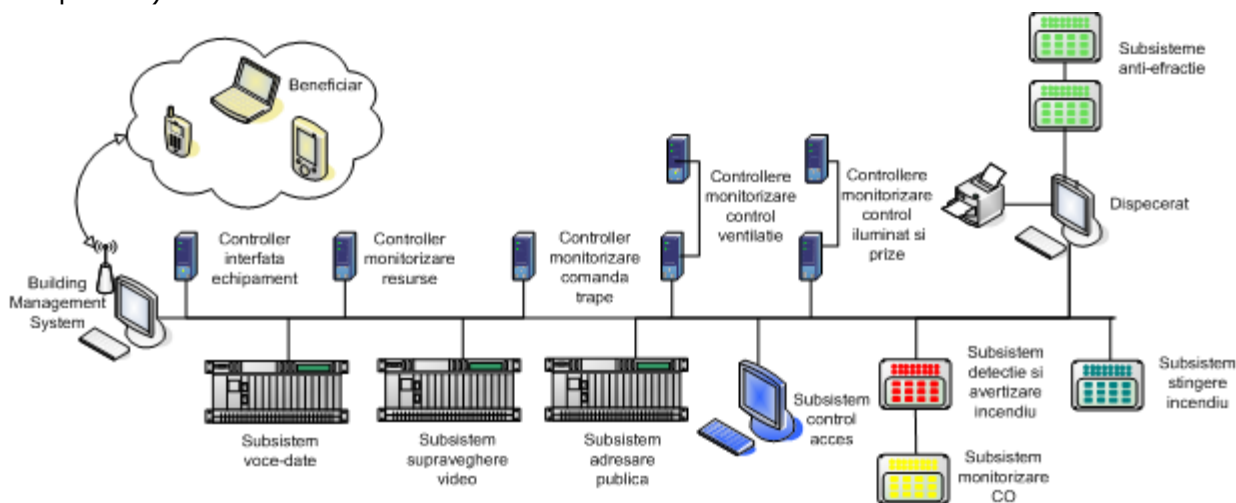 Beneficiar
Subsisteme
anti-efractie
Controllere
monitorizare
control
ventilatie
Controllere
monitorizare
control
iluminat si
prize
Dispecerat
Controller
interfata
echipament
Controller
monitorizare
resurse
Controller
monitorizare
comanda
trape
Building
Management
System
Subsistem
voce-date
Subsistem
supraveghere
video
Subsistem
adresare
publica
Subsistem
control
acces
Subsistem
detectie si
avertizare
incendiu
Subsistem
stingere
incendiu
Subsistem
monitorizare
CO